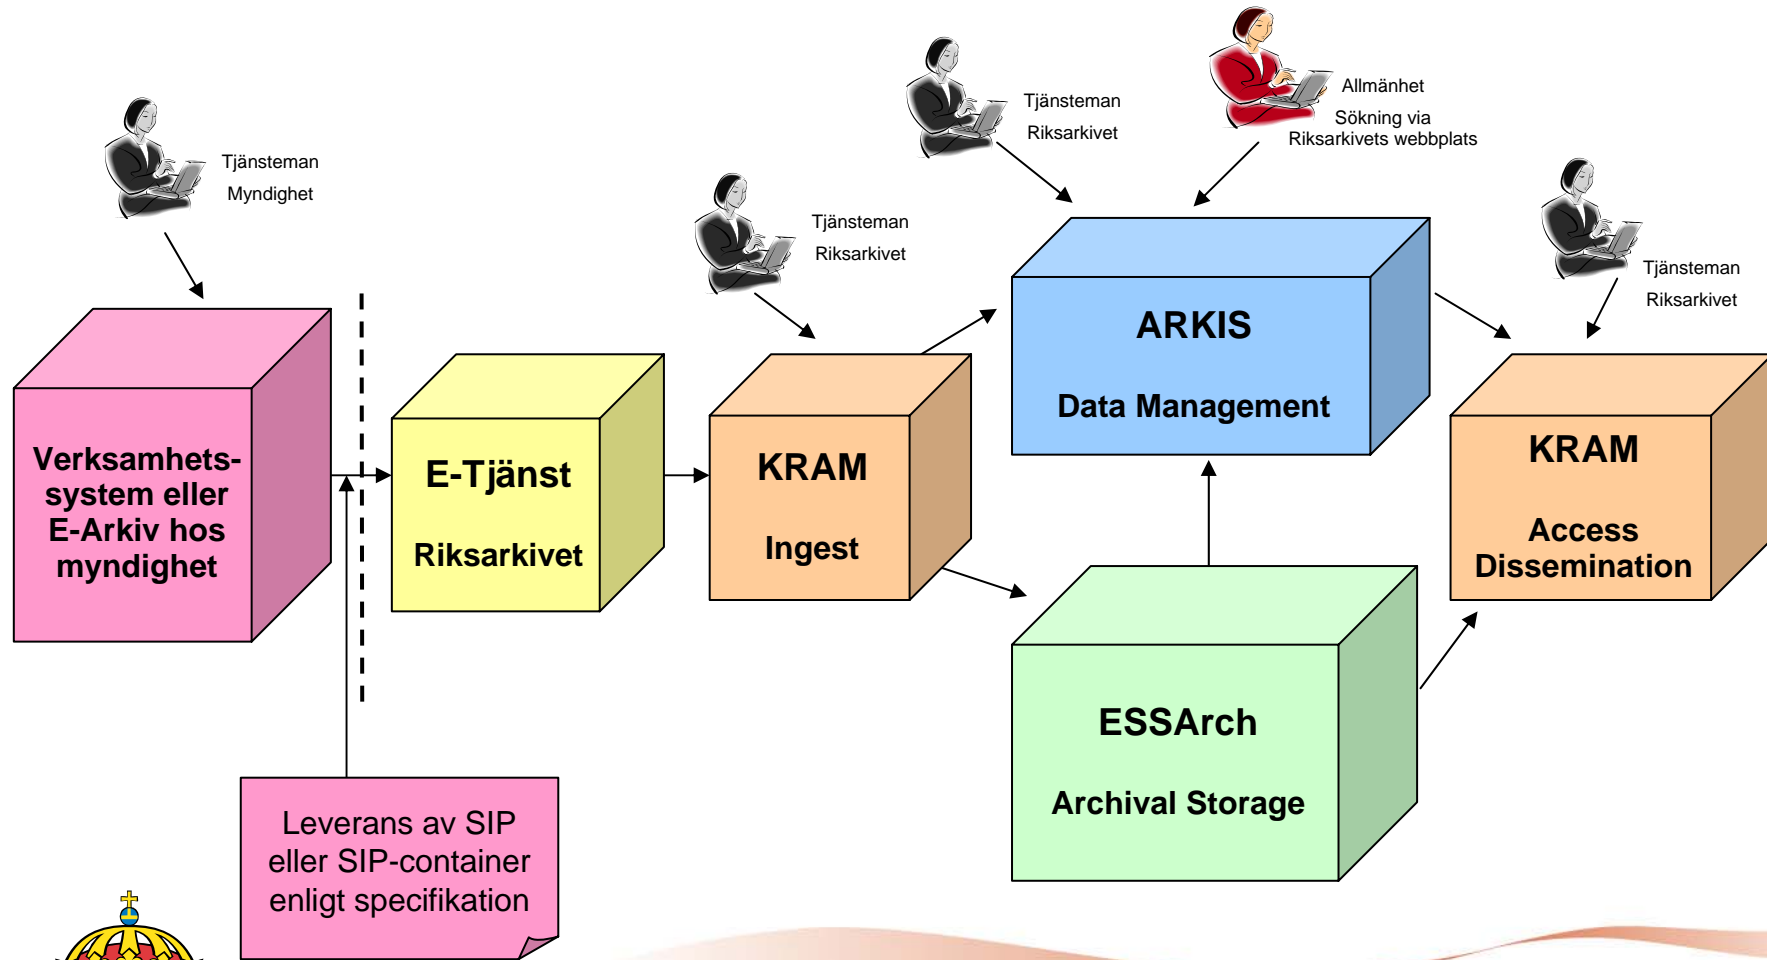 Tjänsteman
Myndighet
Tjänsteman
Riksarkivet
Tjänsteman
Riksarkivet
Allmänhet
Sökning via
Riksarkivets webbplats
Tjänsteman
Riksarkivet
Verksamhets-
system eller
E-Arkiv hos
myndighet
E-Tjänst
Riksarkivet
KRAM
Ingest
ARKIS
Data Management
ESSArch
Archival Storage
KRAM
Access
Dissemination
Leverans av SIP
eller SIP-container
enligt specifikation